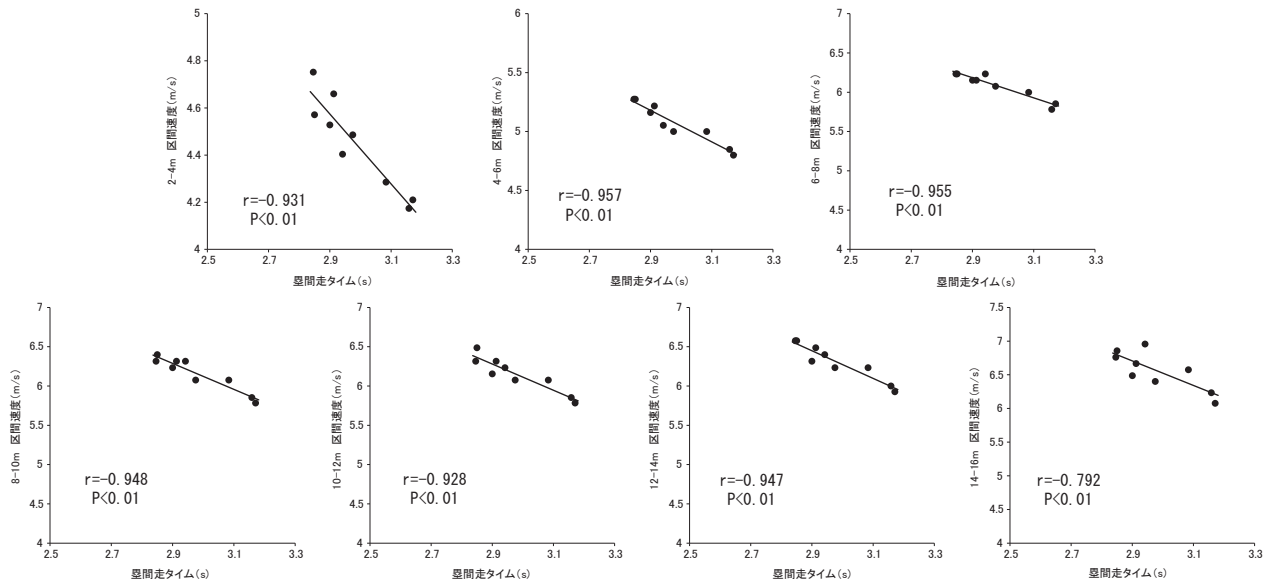 5
4.8
4.6
4.4
4.2
4
2.5
2.7
2.9
3.1
3.3
2-4m 区間速度(m/s)
r=-0.931
P<0.01
塁間走タイム(s)
6
5.5
5
4.5
4
2.5
2.7
2.9
3.1
3.3
4-6m 区間速度(m/s)
r=-0.957
P<0.01
塁間走タイム(s)
7
6.5
6
5.5
5
4.5
4
2.5
2.7
2.9
3.1
3.3
6-8m 区間速度(m/s)
r=-0.955
P<0.01
塁間走タイム(s)
7
6.5
6
5.5
5
4.5
4
2.5
2.7
2.9
3.1
3.3
8-10m 区間速度(m/s)
r=-0.948
P<0.01
塁間走タイム(s)
7
6.5
6
5.5
5
4.5
4
2.5
2.7
2.9
3.1
3.3
10-12m 区間速度(m/s)
r=-0.928
P<0.01
塁間走タイム(s)
7
6.5
6
5.5
5
4.5
4
2.5
2.7
2.9
3.1
3.3
12-14m 区間速度(m/s)
r=-0.947
P<0.01
塁間走タイム(s)
7.5
7
6.5
6
5.5
5
4.5
4
2.5
2.7
2.9
3.1
3.3
14-16m 区間速度(m/s)
r=-0.792
P<0.01
塁間走タイム(s)